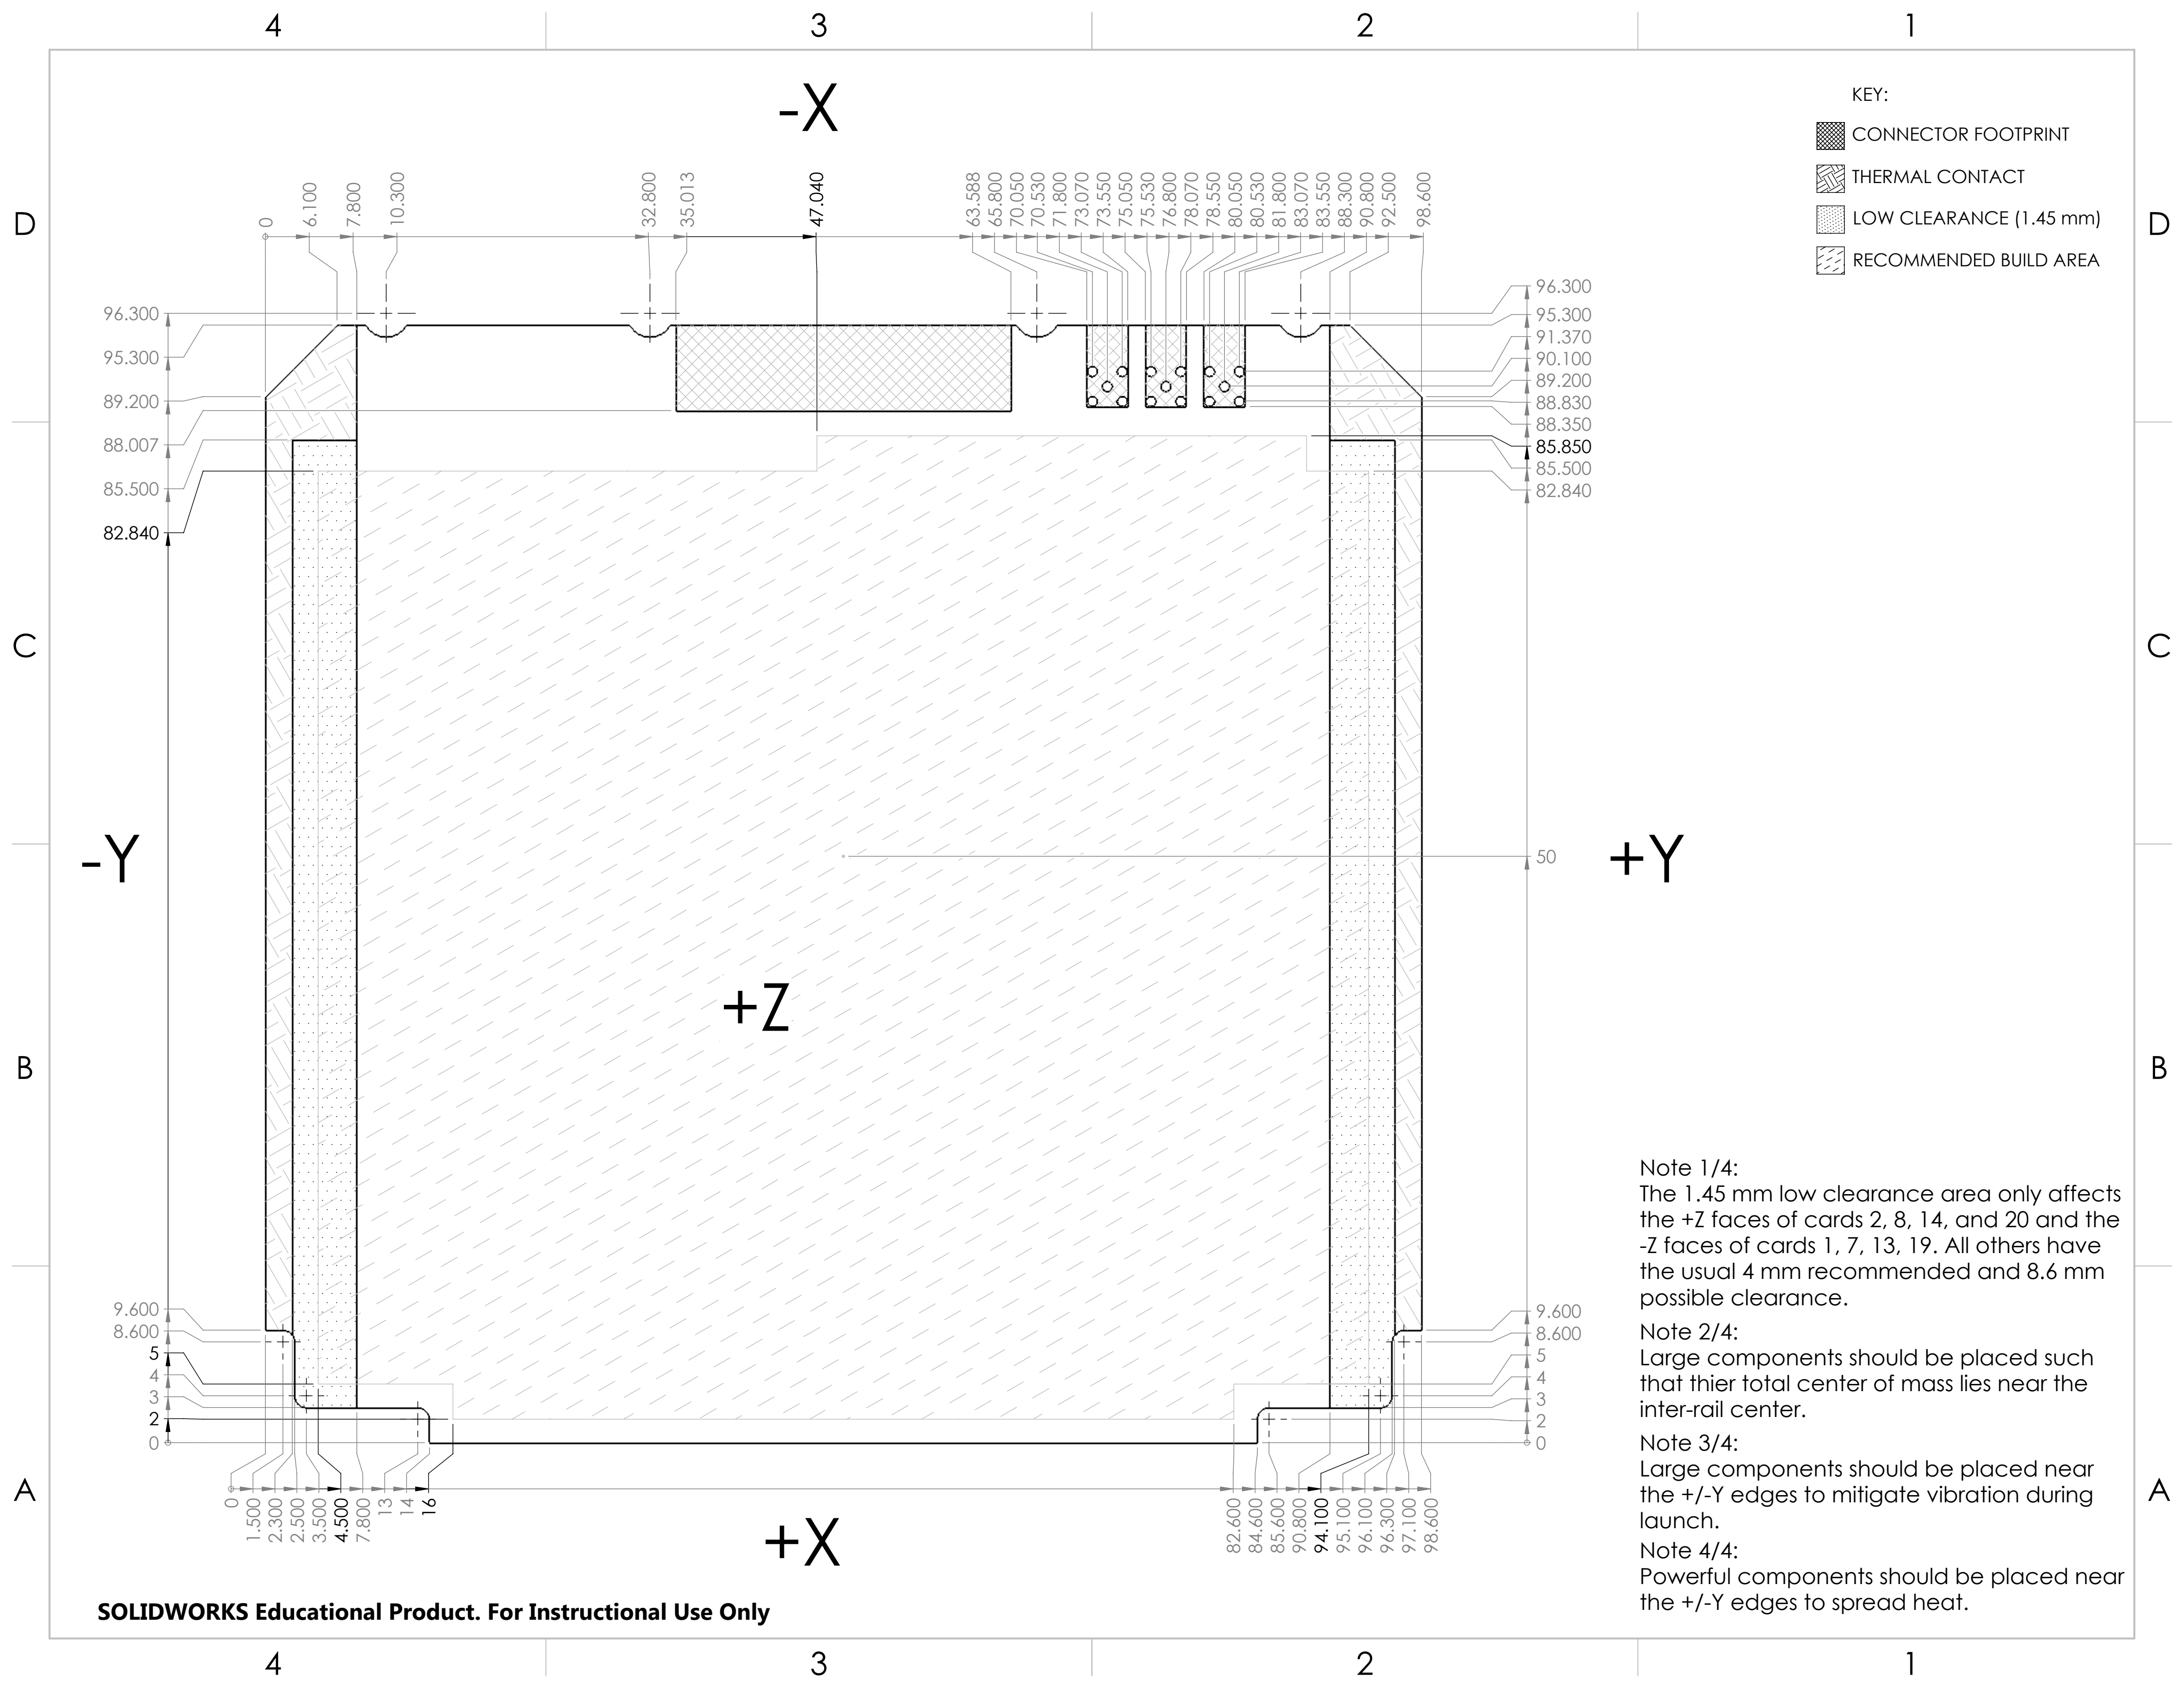 4 3 2 1
-X
KEY:
CONNECTOR FOOTPRINT
THERMAL CONTACT
LOW CLEARANCE (1.45 mm)
RECOMMENDED BUILD AREA
D D
0 6.100 7.800 10.300 32.800 35.013 47.040 63.588 65.800 70.050 70.530 71.800 73.070 73.550 75.050 75.530 76.800 78.070 78.550 80.050 80.530 81.800 83.070 83.550 88.300 90.800 92.500 98.600
96.300
95.300
89.200
88.007
85.500
82.840
96.300
95.300
91.370
90.100
89.200
88.830
88.350
85.850
85.500
82.840
C C
-Y
50
+Y
+Z
B B
9.600
8.600
5
4
3
2
0
9.600
8.600
5
4
3
2
0
A A
0 1.500 2.300 2.500 3.500 4.500 7.800 13 14 16 82.600 84.600 85.600 90.800 94.100 95.100 96.100 96.300 97.100 98.600
+X
Note 1/4:
The 1.45 mm low clearance area only affects
the +Z faces of cards 2, 8, 14, and 20 and the
-Z faces of cards 1, 7, 13, 19. All others have
the usual 4 mm recommended and 8.6 mm
possible clearance.
Note 2/4:
Large components should be placed such
that thier total center of mass lies near the
inter-rail center.
Note 3/4:
Large components should be placed near
the +/-Y edges to mitigate vibration during
launch.
Note 4/4:
Powerful components should be placed near
the +/-Y edges to spread heat.
SOLIDWORKS Educational Product. For Instructional Use Only
4 3 2 1